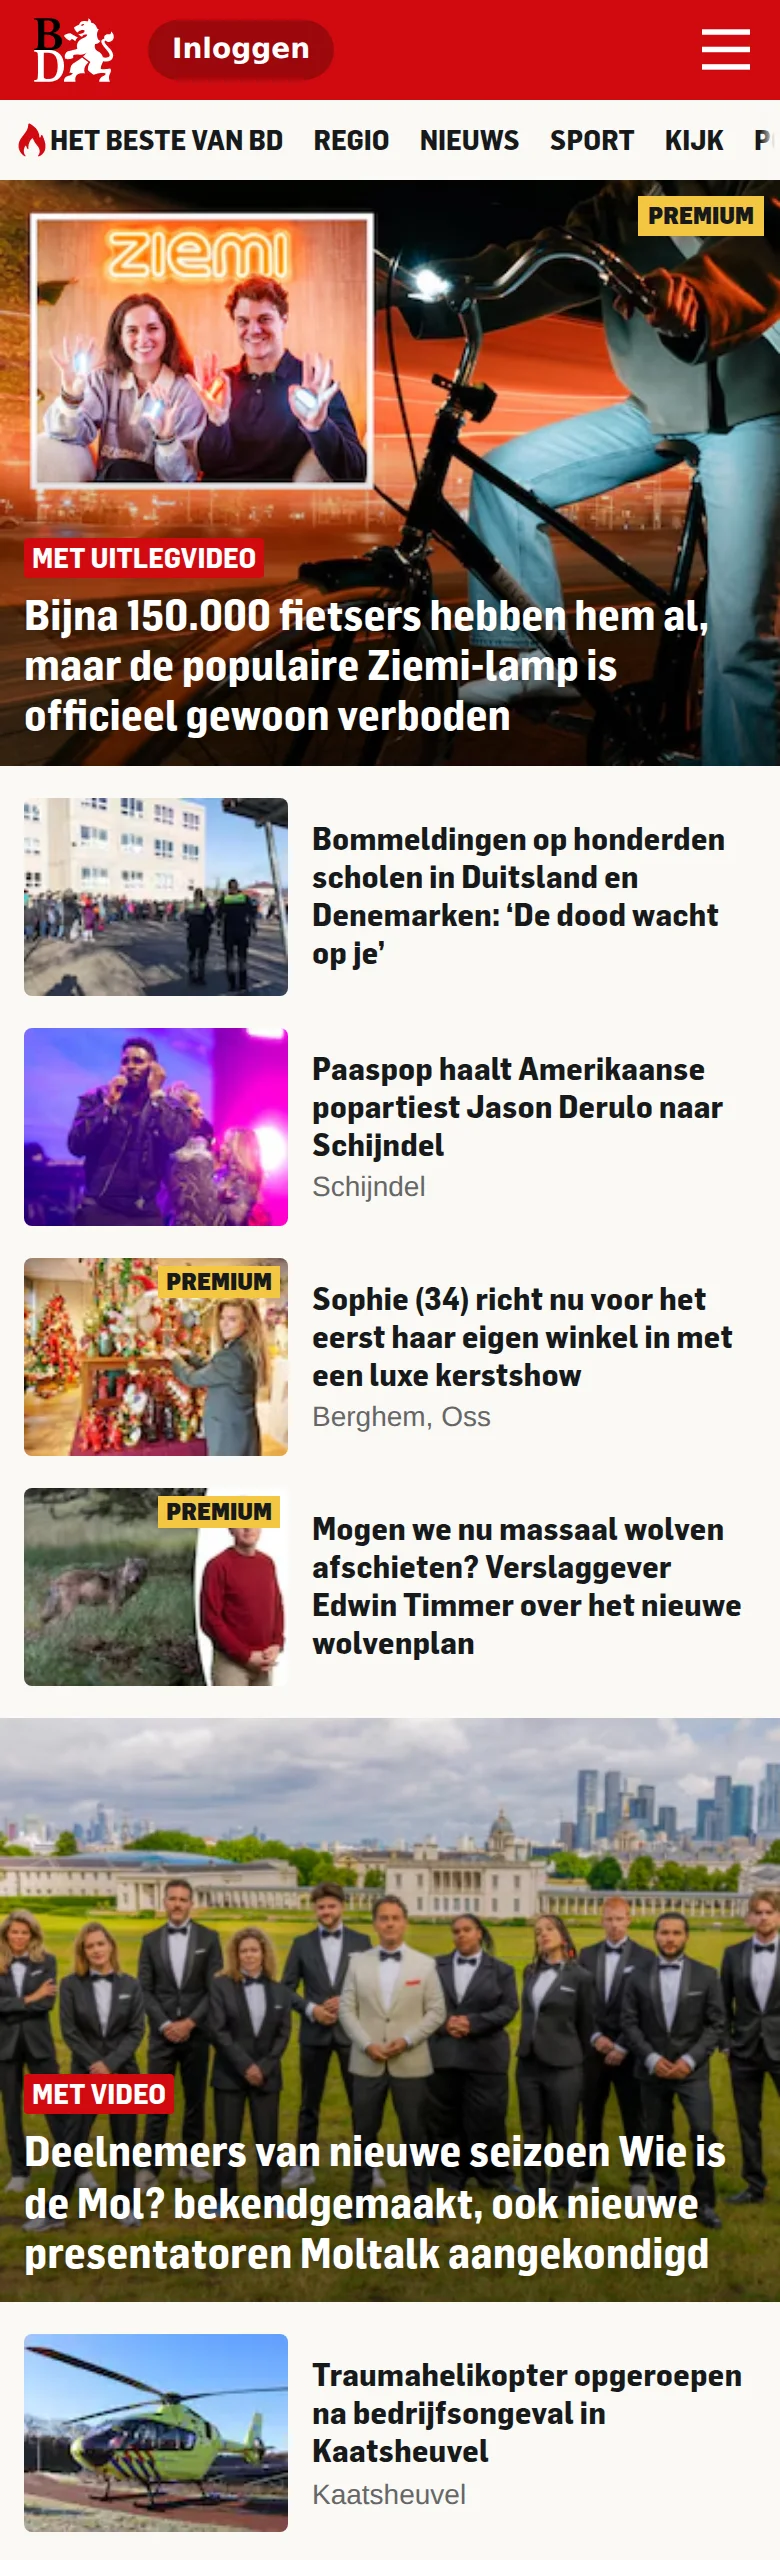 B
D
Inloggen
HET BESTE VAN BD REGIO NIEUWS SPORT KIJK
PREMIUM
ziemi
MET UITLEGVIDEO
Bijna 150.000 fietsers hebben hem al,
maar de populaire Ziemi-lamp is
officieel gewoon verboden
Bommeldingen op honderden
scholen in Duitsland en
Denemarken: ‘De dood wacht
op je’
Paaspop haalt Amerikaanse
popartiest Jason Derulo naar
Schijndel
Schijndel
PREMIUM
Sophie (34) richt nu voor het
eerst haar eigen winkel in met
een luxe kerstshow
Berghem, Oss
PREMIUM
Mogen we nu massaal wolven
afschieten? Verslaggever
Edwin Timmer over het nieuwe
wolvenplan
MET VIDEO
Deelnemers van nieuwe seizoen Wie is
de Mol? bekendgemaakt, ook nieuwe
presentatoren Moltalk aangekondigd
Traumahelikopter opgeroepen
na bedrijfsongeval in
Kaatsheuvel
Kaatsheuvel